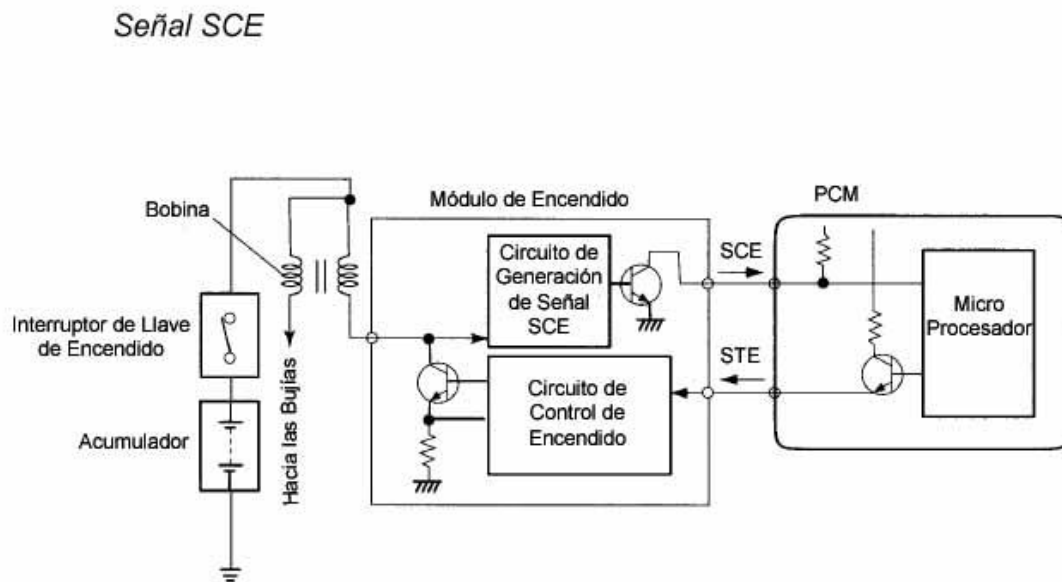 Señal SCE
Módulo de Encendido
PCM
Bobina
Circuito de
Generación
de Señal
SCE
SCE
Micro
Procesador
Interruptor de Llave
de Encendido
STE
Circuito de
Control de
Encendido
Acumulador
Hacia las Bujías